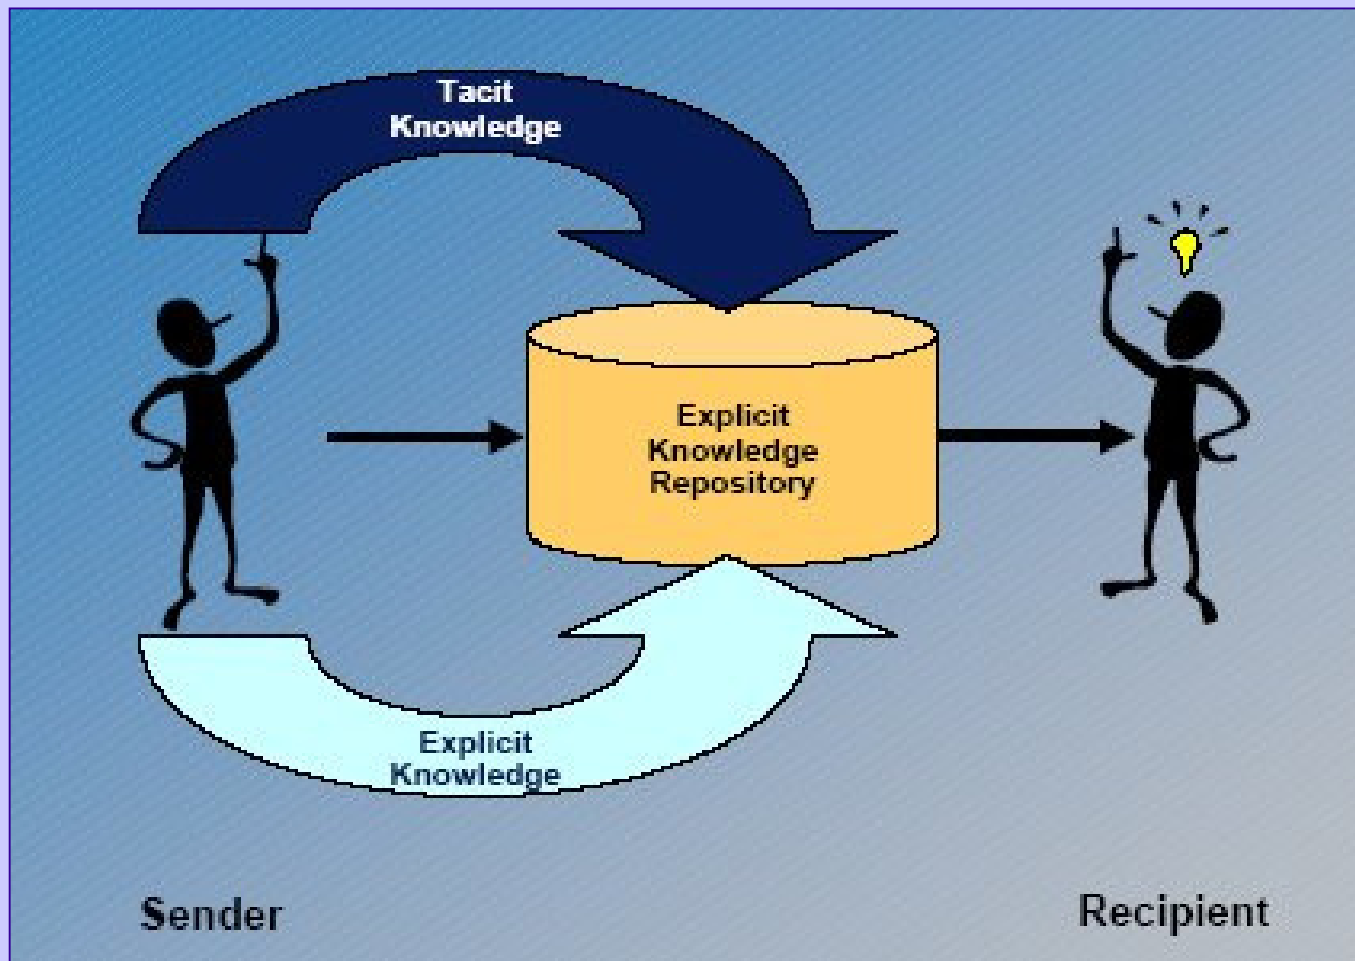 Tacit
Knowledge
Explicit
Knowledge
Repository
Explicit
Knowledge
Sender
Recipient